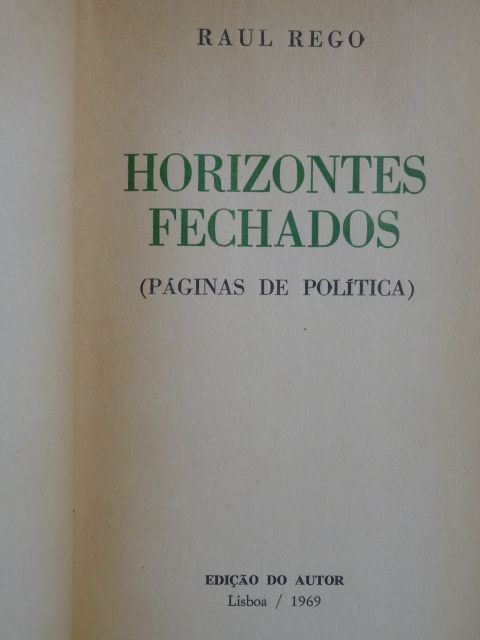 RAUL REGO
HORIZONTES
FECHADOS
(PÁGINAS DE POLÍTICA)
EDIÇÃO DO AUTOR
Lisboa / 1969